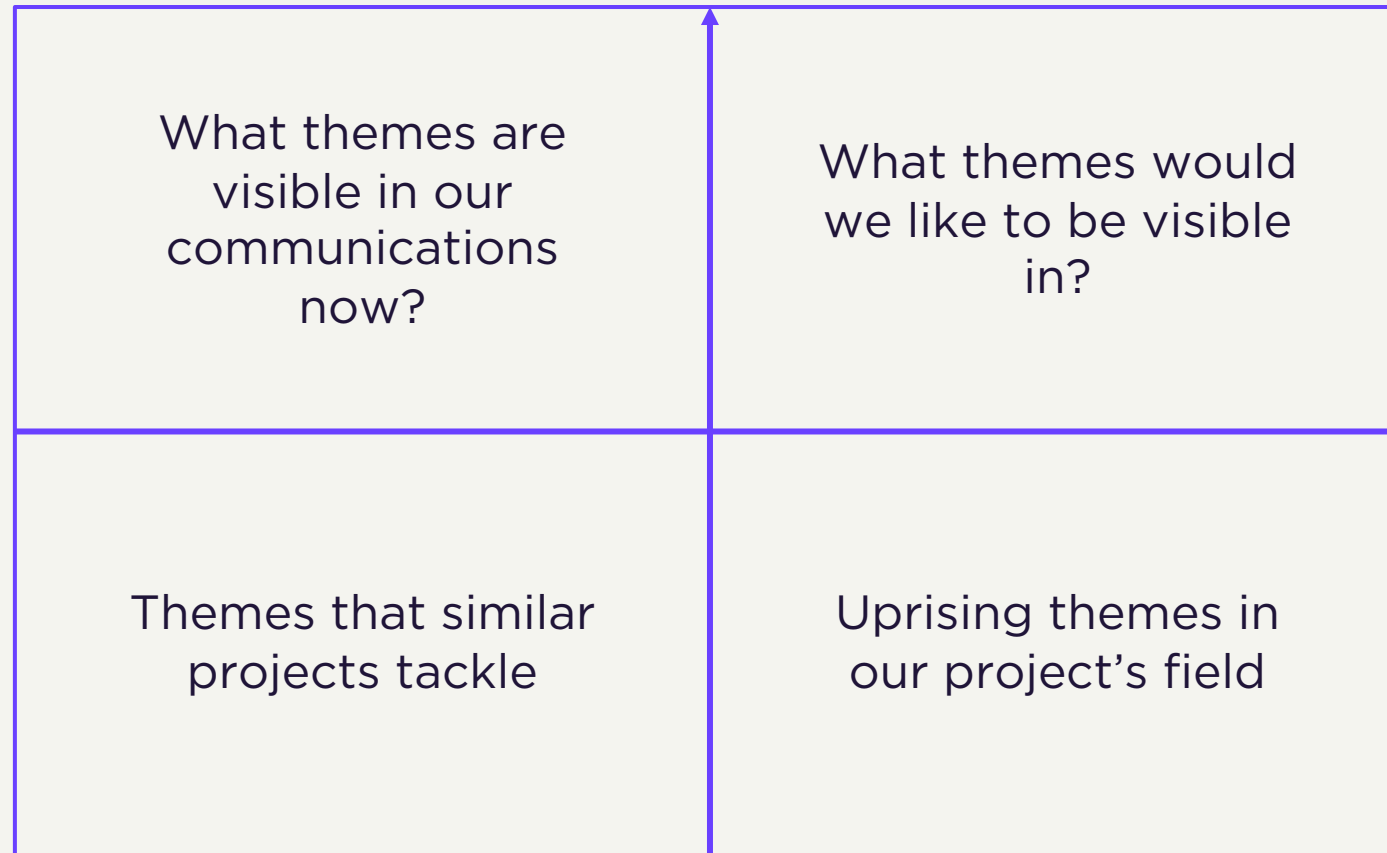 What themes are
visible in our
communications
now?
What themes would
we like to be visible
in?
Themes that similar
projects tackle
Uprising themes in
our project’s field